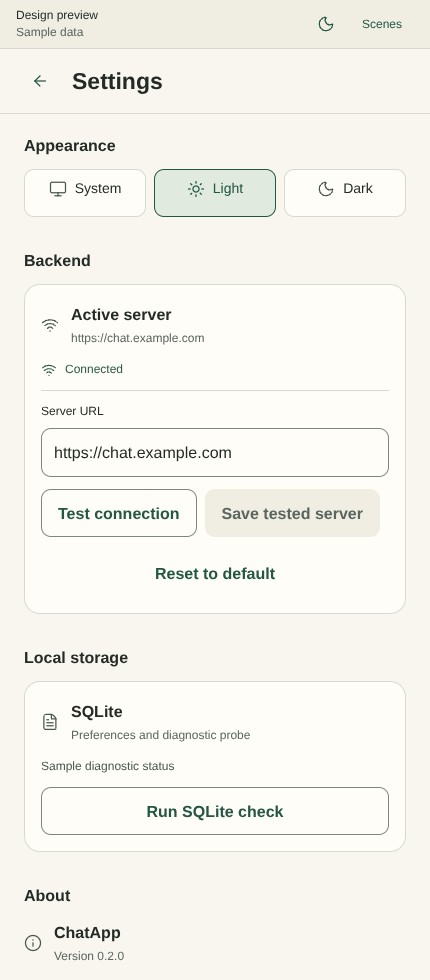 Design preview
Sample data
Scenes
Settings
Appearance
System
Light
Dark
Backend
Active server
https://chat.example.com
Connected
Server URL
https://chat.example.com
Test connection
Save tested server
Reset to default
Local storage
SQLite
Preferences and diagnostic probe
Sample diagnostic status
Run SQLite check
About
ChatApp
Version 0.2.0